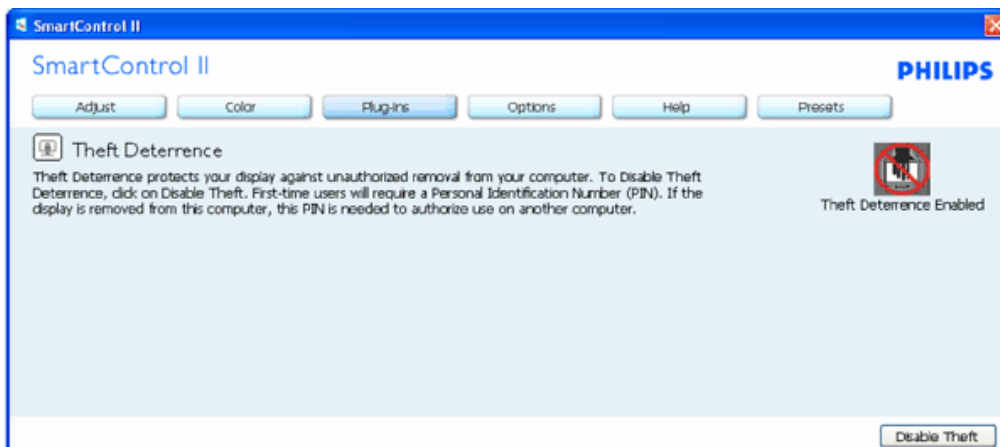 SmartControl II
SmartControl II
PHILIPS
Adjust
Color
Plug-Ins
Options
Help
Presets
Theft Deterrence
Theft Deterrence protects your display against unauthorized removal from your computer. To Disable Theft
Deterrence, click on Disable Theft. First-time users will require a Personal Identification Number (PIN). If the
display is removed from this computer, this PIN is needed to authorize use on another computer.
Theft Deterrence Enabled
Disable Theft